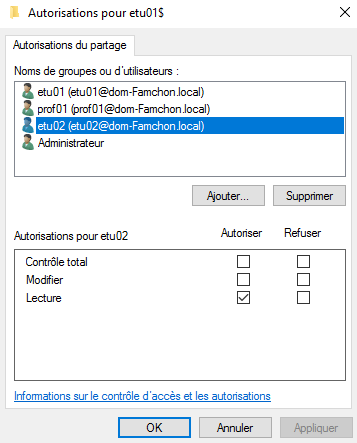 Autorisations pour etu01$
Autorisations du partage
Noms de groupes ou d'utilisateurs :
etu01 (etu01@dom-Famchon.local)
prof01 (prof01@dom-Famchon.local)
etu02 (etu02@dom-Famchon.local)
Administrateur
Ajouter... Supprimer
Autorisations pour etu02 Autoriser Refuser
Contrôle total
Modifier
Lecture
Informations sur le contrôle d'accès et les autorisations
OK Annuler Appliquer